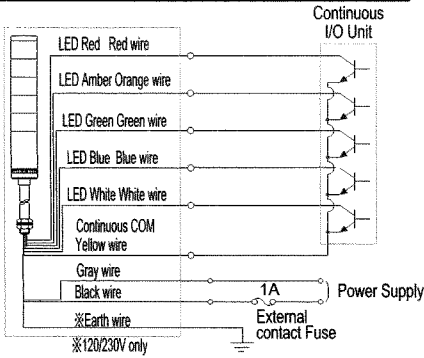 Continuous
I/O Unit
LED Red Red wire
LED Amber Orange wire
LED Green Green wire
LED Blue Blue wire
LED White White wire
Continuous COM
Yellow wire
Gray wire
Black wire
1A
Power Supply
External
contact Fuse
※Earth wire
※120/230V only